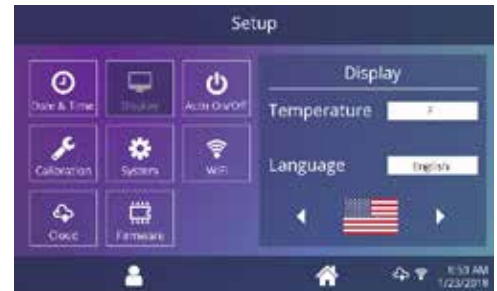 Setup
Date & Time
Display
Auto On/Off
Calibration
System
WiFi
Cloud
Firmware
Display
Temperature
F
Language
English
8:53 AM
1/23/2018